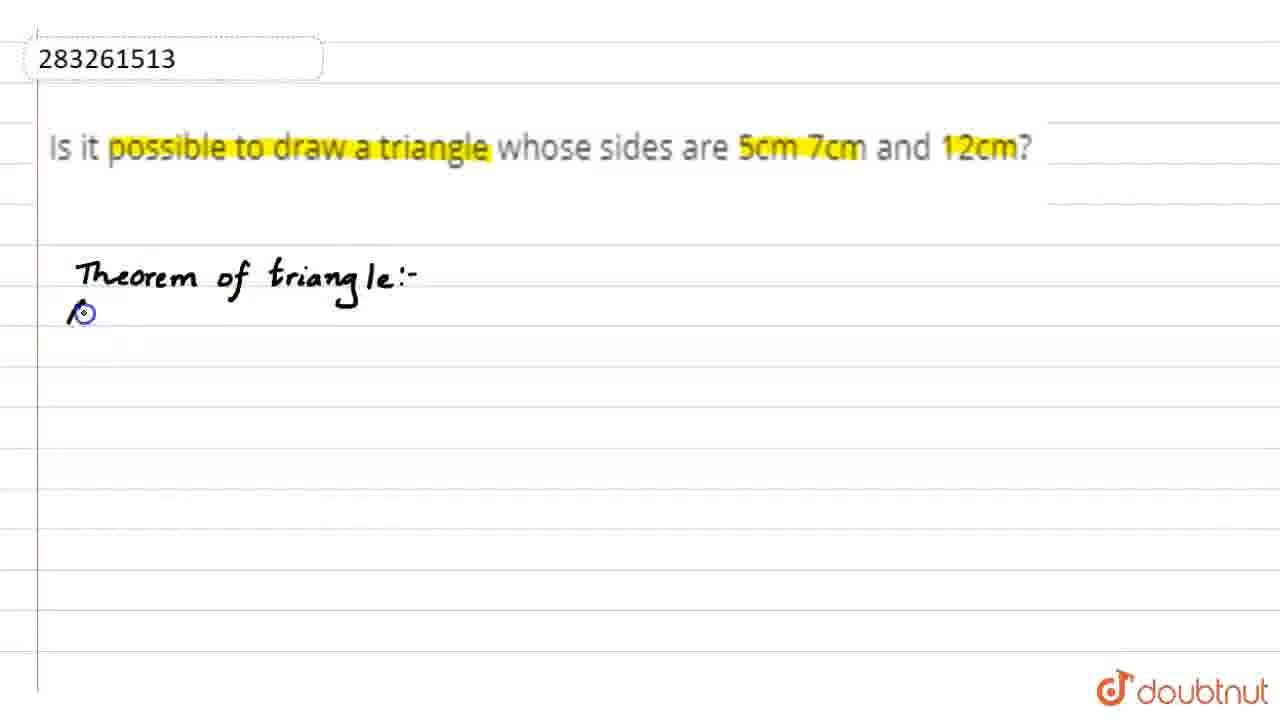 283261513
Is it possible to draw a triangle whose sides are 5cm 7cm and 12cm?
Theorem of triangle:-
doubtnut